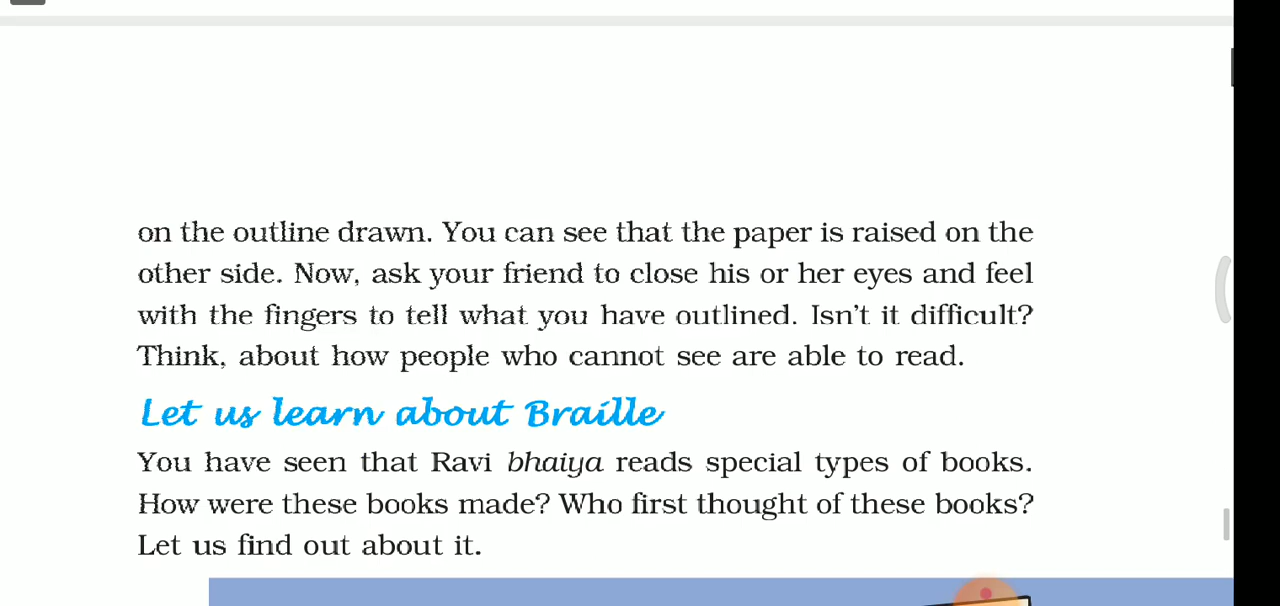 on the outline drawn. You can see that the paper is raised on the
other side. Now, ask your friend to close his or her eyes and feel
with the fingers to tell what you have outlined. Isn't it difficult?
Think, about how people who cannot see are able to read.
Let us learn about Braille
You have seen that Ravi bhaiya reads special types of books.
How were these books made? Who first thought of these books?
Let us find out about it.